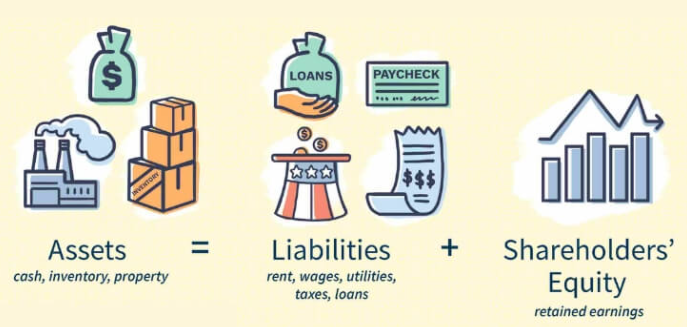 $
LOANS
PAYCHECK
INVENTORY
$
$
$$$
Assets = Liabilities + Shareholders’
Equity
cash, inventory, property
rent, wages, utilities,
taxes, loans
retained earnings